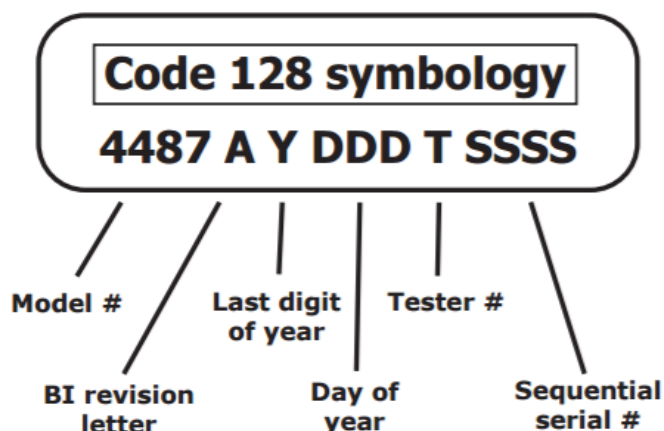 Code 128 symbology
4487 A Y DDD T SSSS
Model #
Last digit
of year
Tester #
BI revision
letter
Day of
year
Sequential
serial #